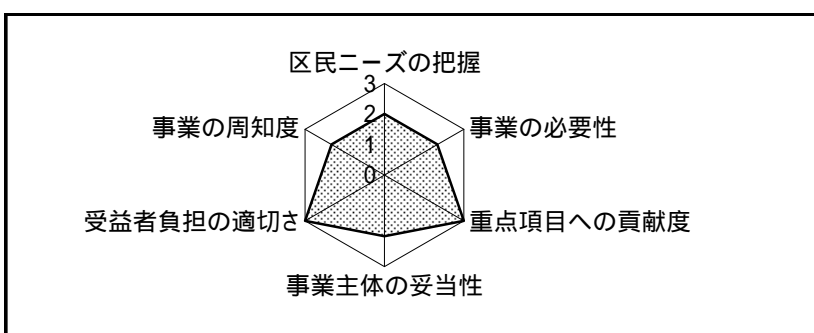 区民ニーズの把握
3
2
1
0
事業の周知度
事業の必要性
受益者負担の適切さ
重点項目への貢献度
事業主体の妥当性